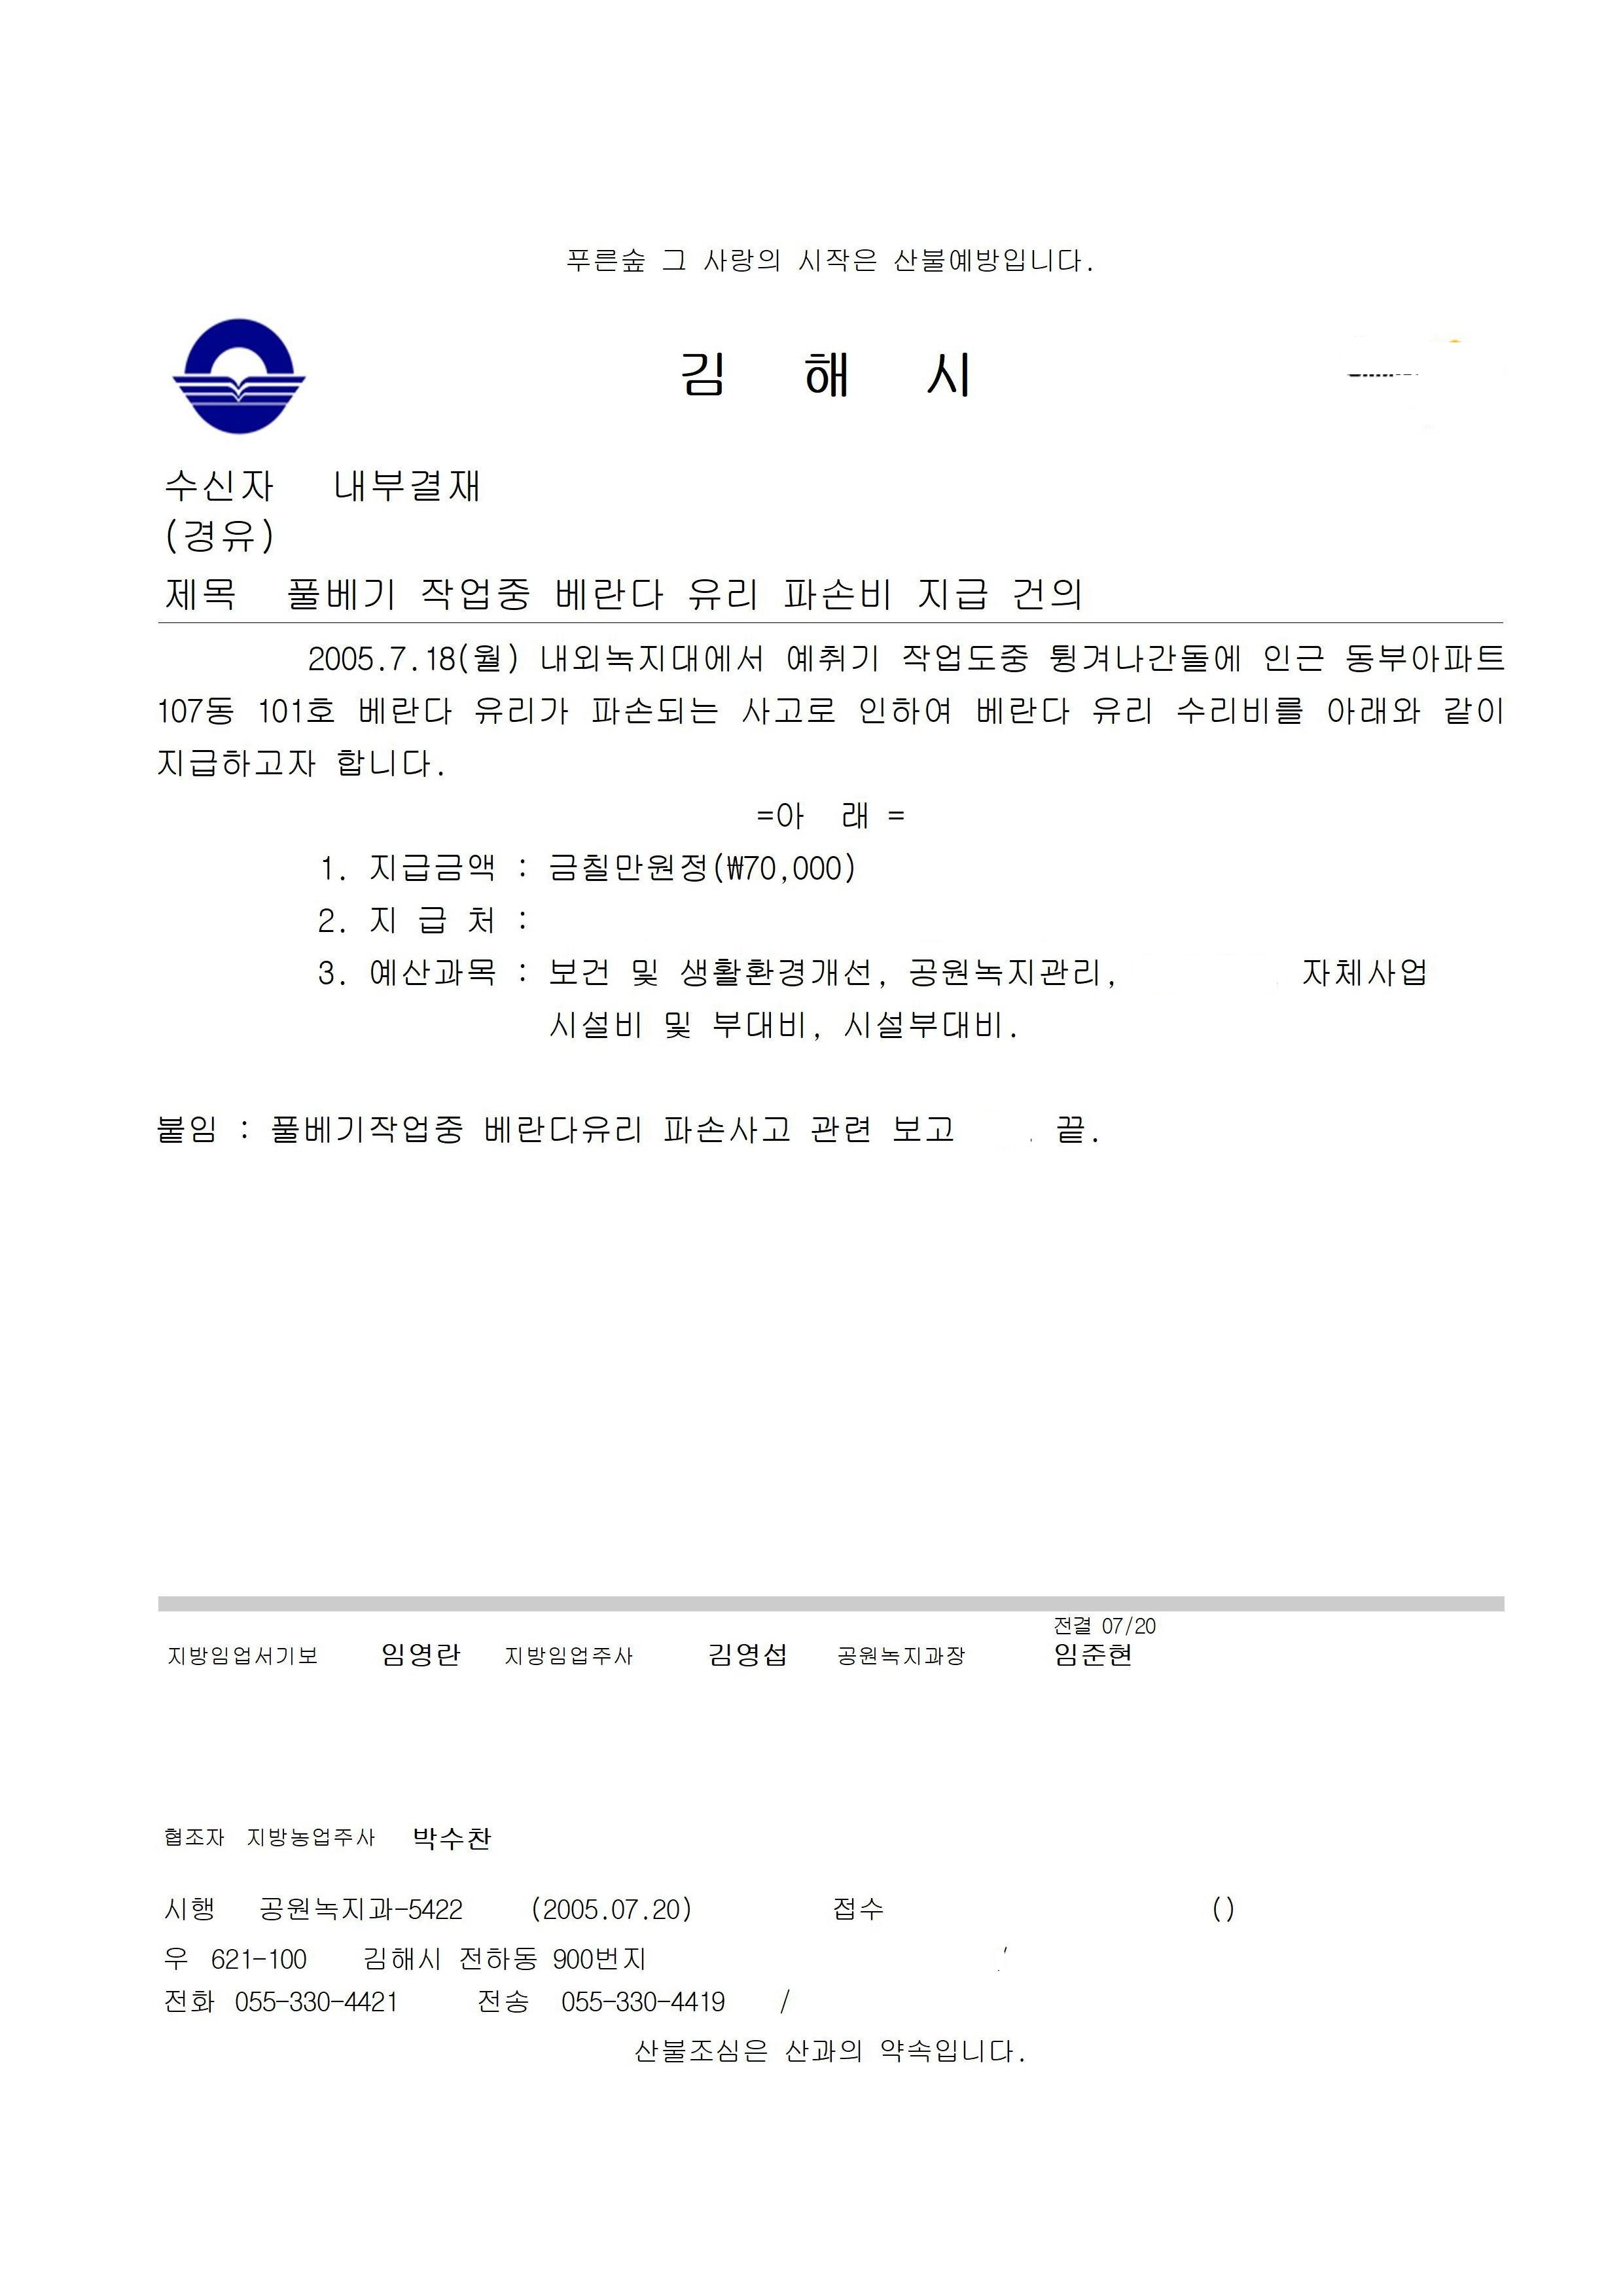 푸른숲 그 사랑의 시작은 산불예방입니다.
김 해 시
수신자 내부결재
(경유)
제목 풀베기 작업중 베란다 유리 파손비 지급 건의
2005.7.18(월) 내외녹지대에서 예취기 작업도중 튕겨나간돌에 인근 동부아파트
107동 101호 베란다 유리가 파손되는 사고로 인하여 베란다 유리 수리비를 아래와 같이
지급하고자 합니다.
=아 래 =
1. 지급금액 : 금칠만원정(₩70,000)
2. 지 급 처 :
3. 예산과목 : 보건 및 생활환경개선, 공원녹지관리, 자체사업
시설비 및 부대비, 시설부대비.
붙임 : 풀베기작업중 베란다유리 파손사고 관련 보고 . 끝.
전결 07/20
지방임업서기보 임영란 지방임업주사 김영섭 공원녹지과장 임준현
협조자 지방농업주사 박수찬
시행 공원녹지과-5422 (2005.07.20) 접수 ()
우 621-100 김해시 전하동 900번지 /
전화 055-330-4421 전송 055-330-4419 /
산불조심은 산과의 약속입니다.